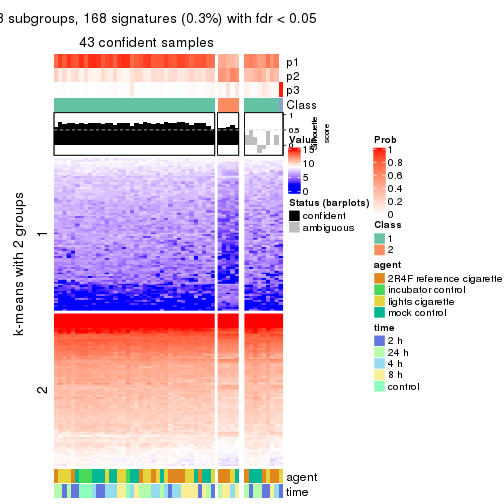 3 subgroups, 168 signatures (0.3%) with fdr < 0.05
43 confident samples
p1
p2
p3
Class
1
0.5
0
Silhouette
score
k-means with 2 groups
1
2
agent
time
Value
15
10
5
0
Status (barplots)
confident
ambiguous
Prob
1
0.8
0.6
0.4
0.2
0
Class
1
2
agent
2R4F reference cigarette
incubator control
lights cigarette
mock control
time
2 h
24 h
4 h
8 h
control